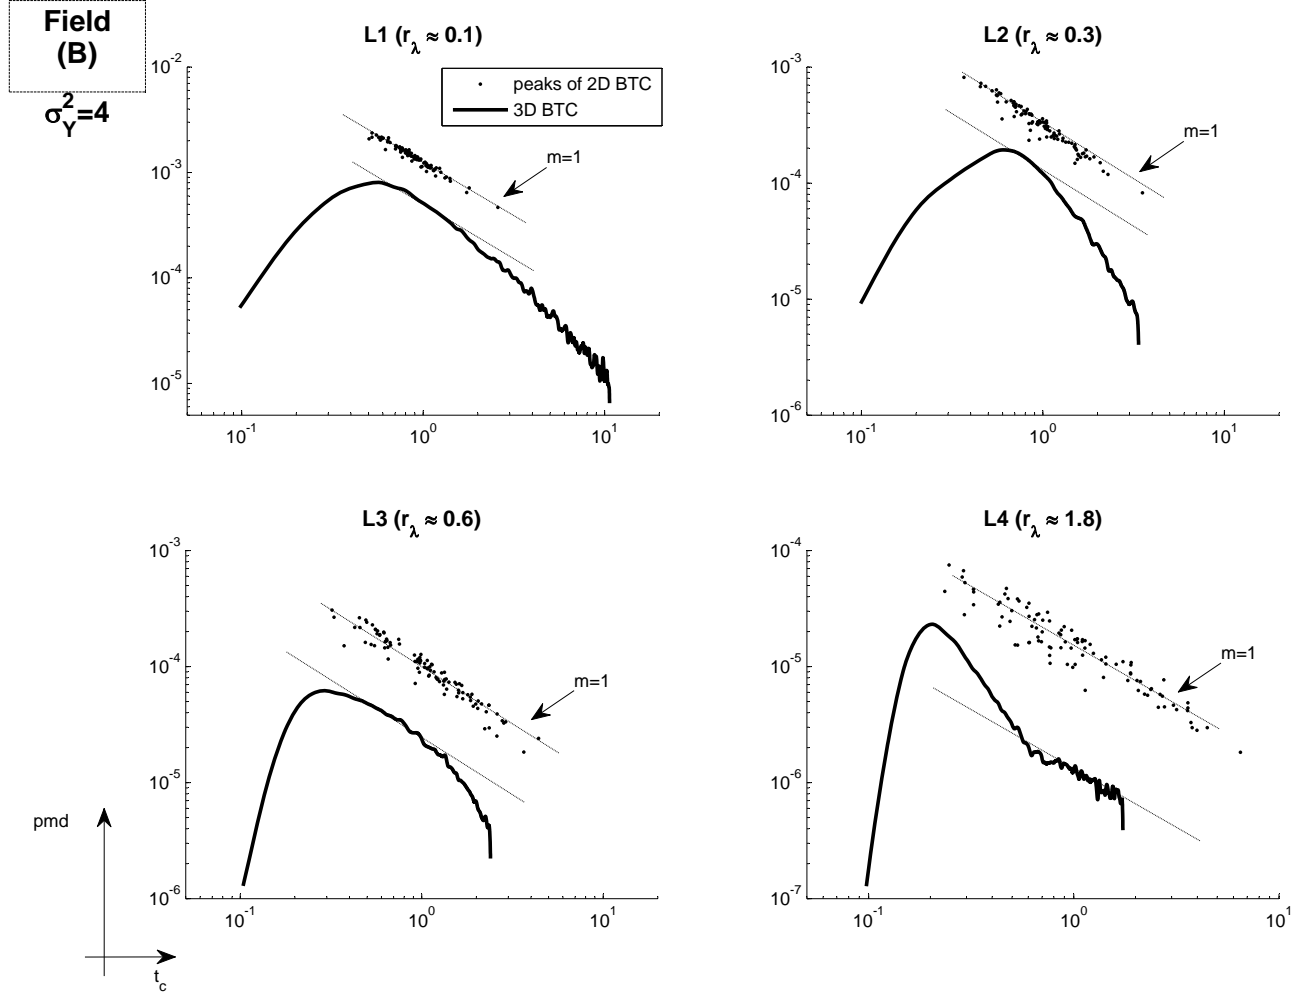 Field
(B)
σ²_Y=4
L1 (r_λ ≈ 0.1)
10^-2
10^-3
10^-4
10^-5
10^-1
10^0
10^1
peaks of 2D BTC
3D BTC
m=1
L2 (r_λ ≈ 0.3)
10^-3
10^-4
10^-5
10^-6
10^-1
10^0
10^1
m=1
L3 (r_λ ≈ 0.6)
10^-3
10^-4
10^-5
10^-6
10^-1
10^0
10^1
m=1
L4 (r_λ ≈ 1.8)
10^-4
10^-5
10^-6
10^-7
10^-1
10^0
10^1
m=1
pmd
t_c